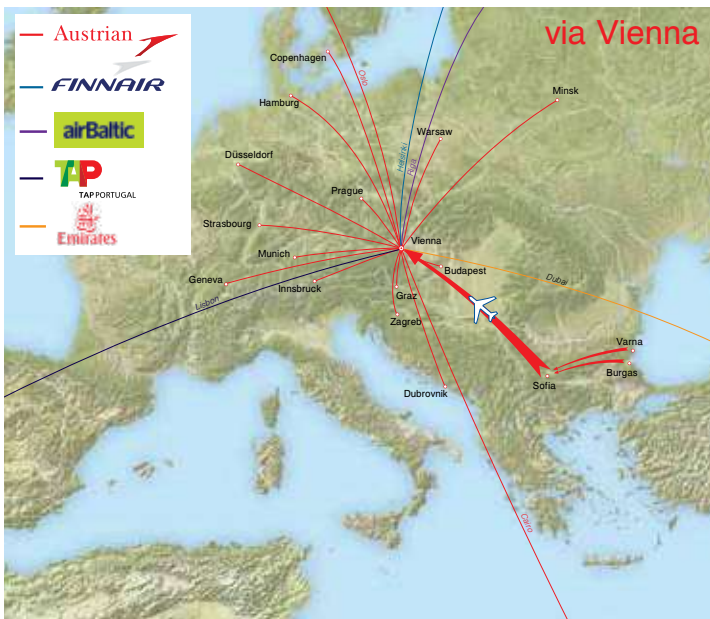 via Vienna
Austrian
FINNAIR
airBaltic
TAP
TAP PORTUGAL
Emirates
Copenhagen
Oslo
Hamburg
Minsk
Warsaw
Helsinki
Riga
Düsseldorf
Prague
Strasbourg
Vienna
Munich
Budapest
Geneva
Innsbruck
Dubai
Lisbon
Graz
Zagreb
Varna
Burgas
Sofia
Dubrovnik
Cairo